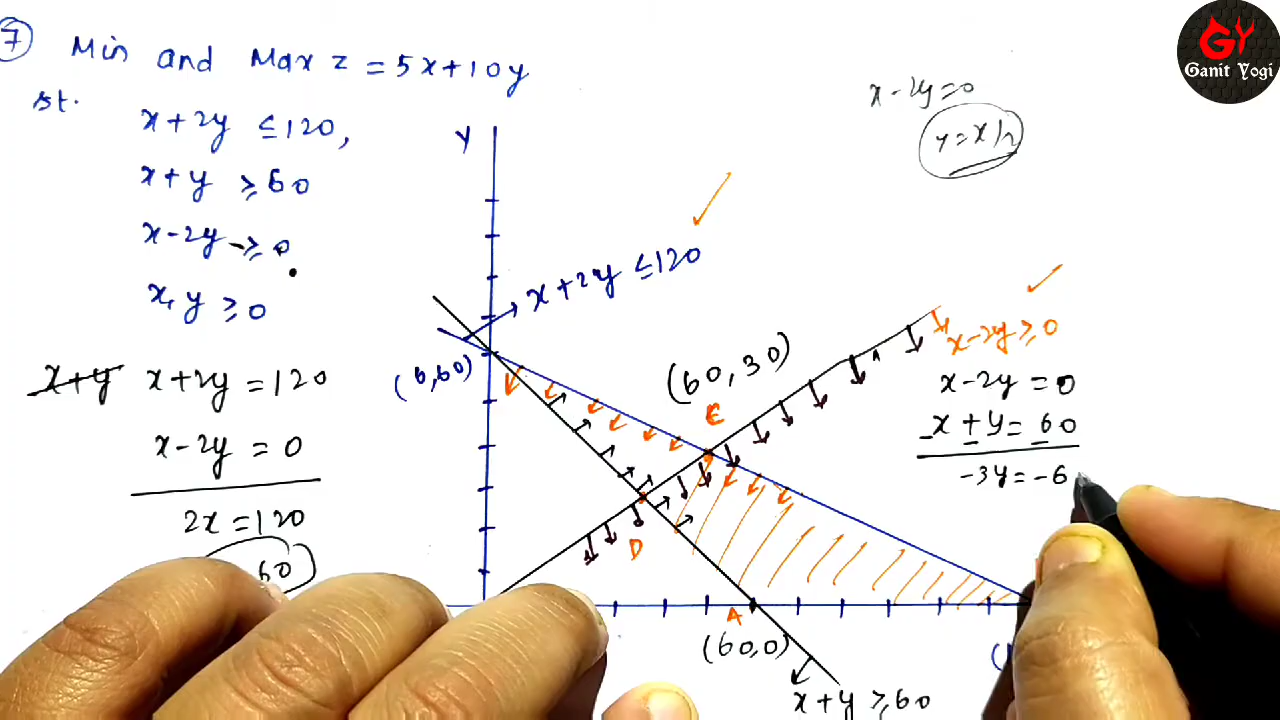 7 Min and Max z = 5x+10y
st.
x+2y ≤120,
x+y ≥60
x-2y ≥ 0
x, y ≥ 0
x+y x+2y = 120
x-2y = 0
2x = 120
60
x-2y=0
y=x/2
GY
Ganit Yogi
Y
x+2y ≤120
(0,60)
(60,30)
x-2y≥0
x-2y = 0
x+y= 60
-3y=-6
E
D
A
(60,0)
x+y ≥60